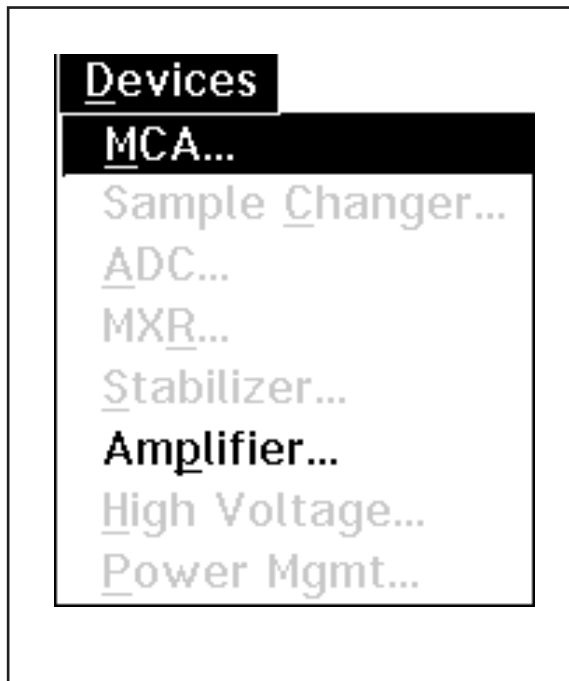 Devices
MCA...
Sample Changer...
ADC...
MXR...
Stabilizer...
Amplifier...
High Voltage...
Power Mgmt...